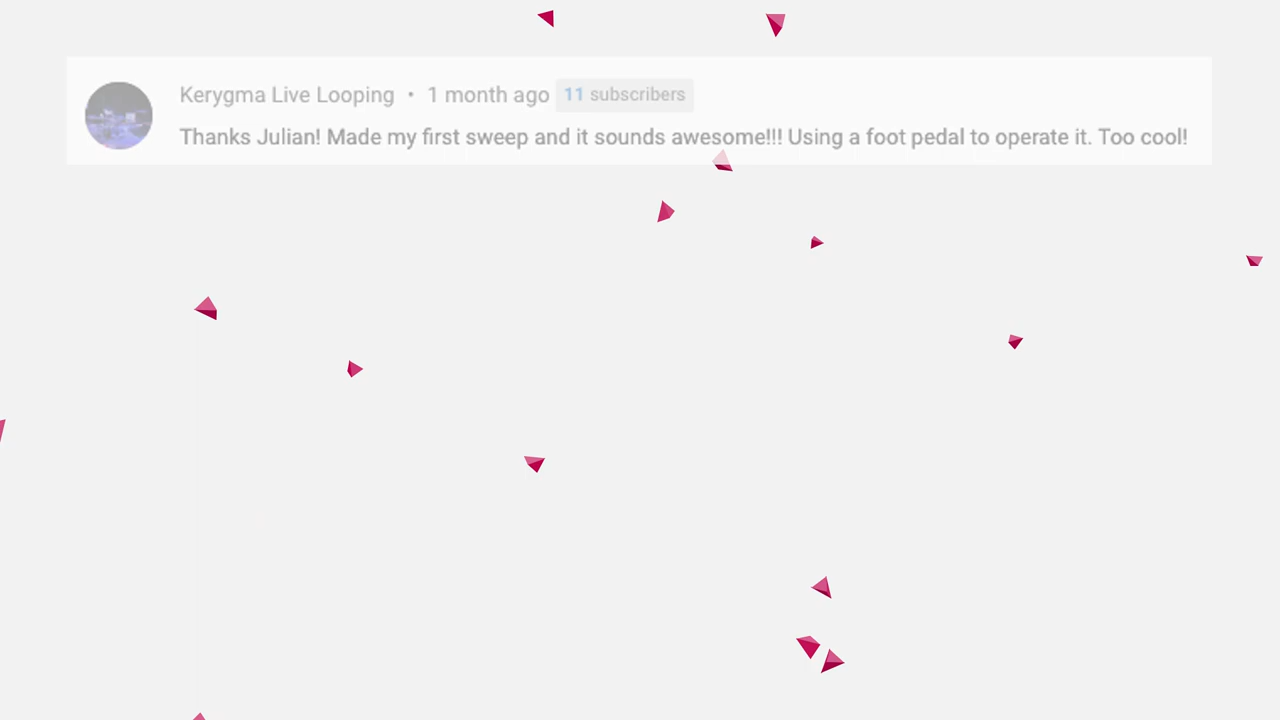 Kerygma Live Looping • 1 month ago 11 subscribers
Thanks Julian! Made my first sweep and it sounds awesome!!! Using a foot pedal to operate it. Too cool!